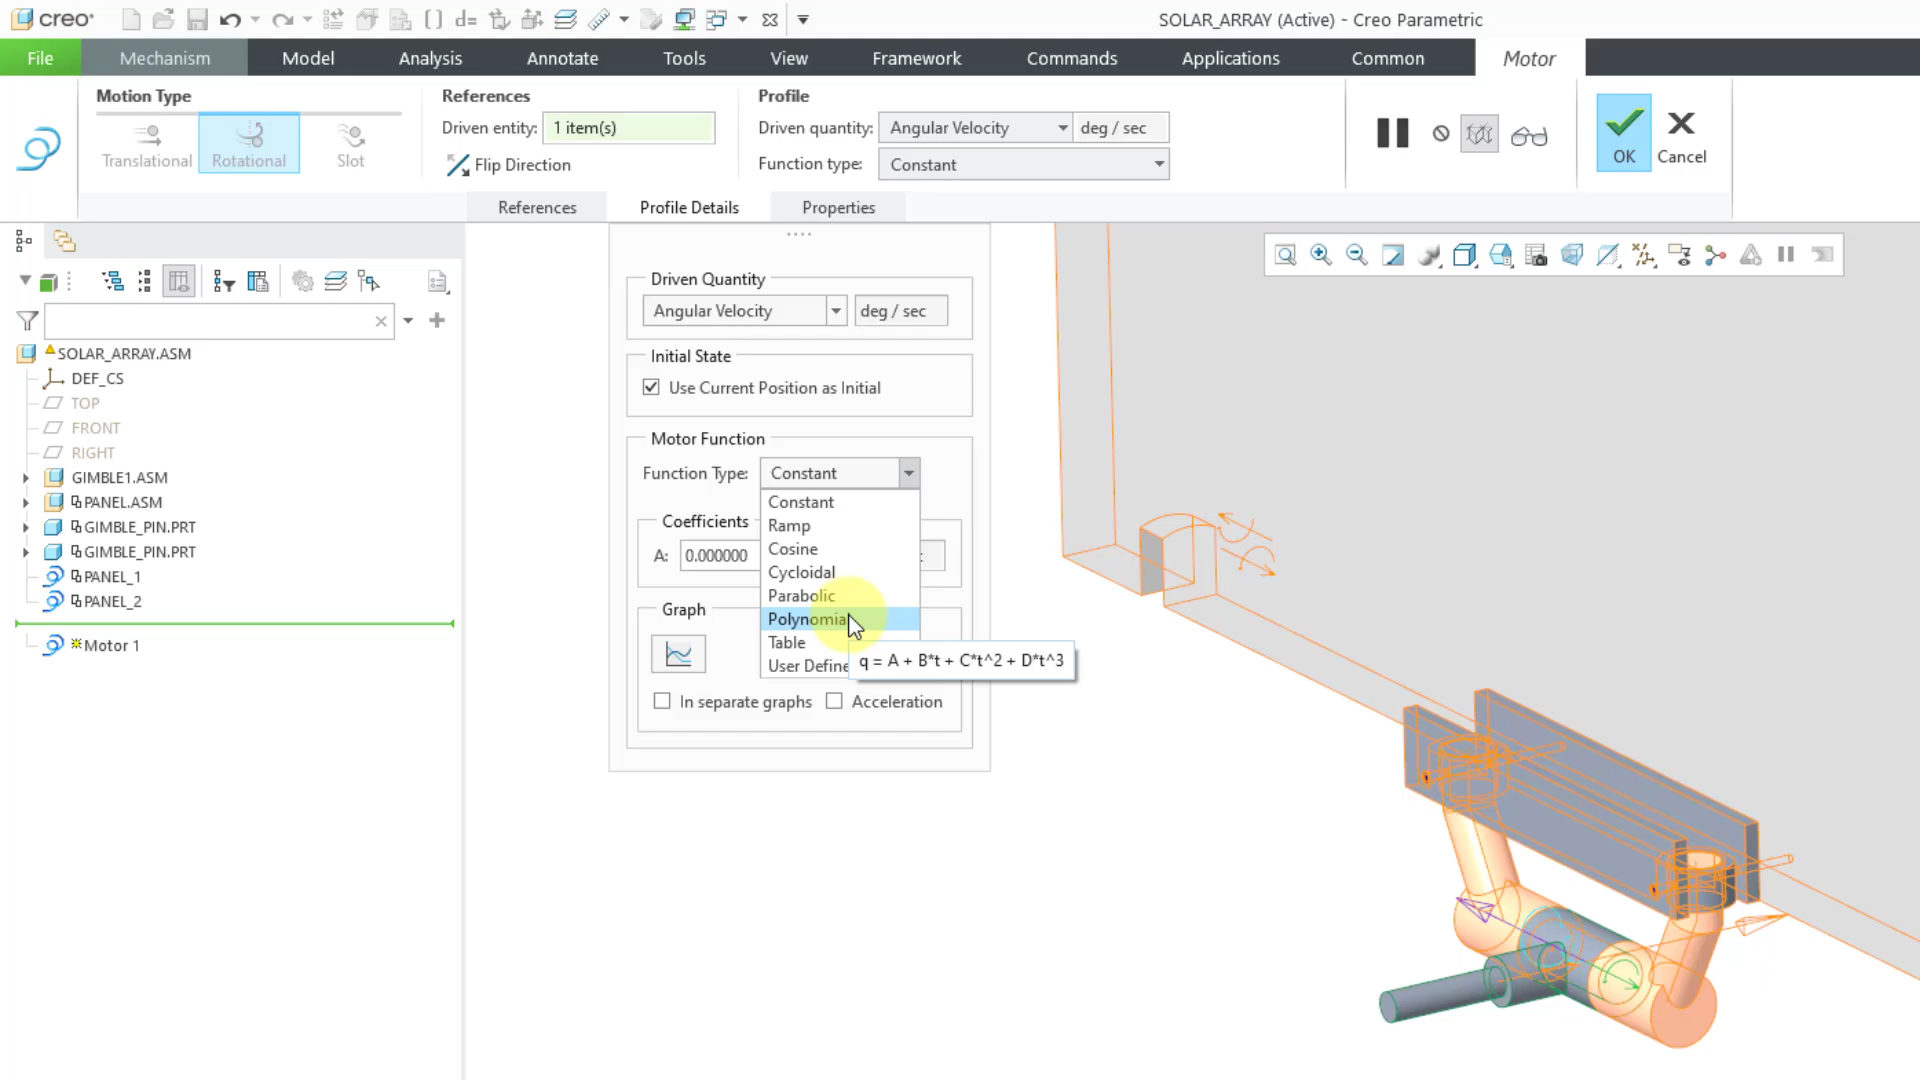 creo®
d=
SOLAR_ARRAY (Active) - Creo Parametric
File
Mechanism
Model
Analysis
Annotate
Tools
View
Framework
Commands
Applications
Common
Motor
Motion Type
Translational
Rotational
Slot
References
Driven entity: 1 item(s)
Flip Direction
Profile
Driven quantity: Angular Velocity deg / sec
Function type: Constant
OK
Cancel
References
Profile Details
Properties
SOLAR_ARRAY.ASM
DEF_CS
TOP
FRONT
RIGHT
GIMBLE1.ASM
PANEL.ASM
GIMBLE_PIN.PRT
GIMBLE_PIN.PRT
PANEL_1
PANEL_2
Motor 1
Driven Quantity
Angular Velocity deg / sec
Initial State
Use Current Position as Initial
Motor Function
Function Type: Constant
Constant
Ramp
Cosine
Cycloidal
Parabolic
Polynomia
Table
User Define
Coefficients
A: 0.000000
Graph
q = A + B*t + C*t^2 + D*t^3
In separate graphs
Acceleration